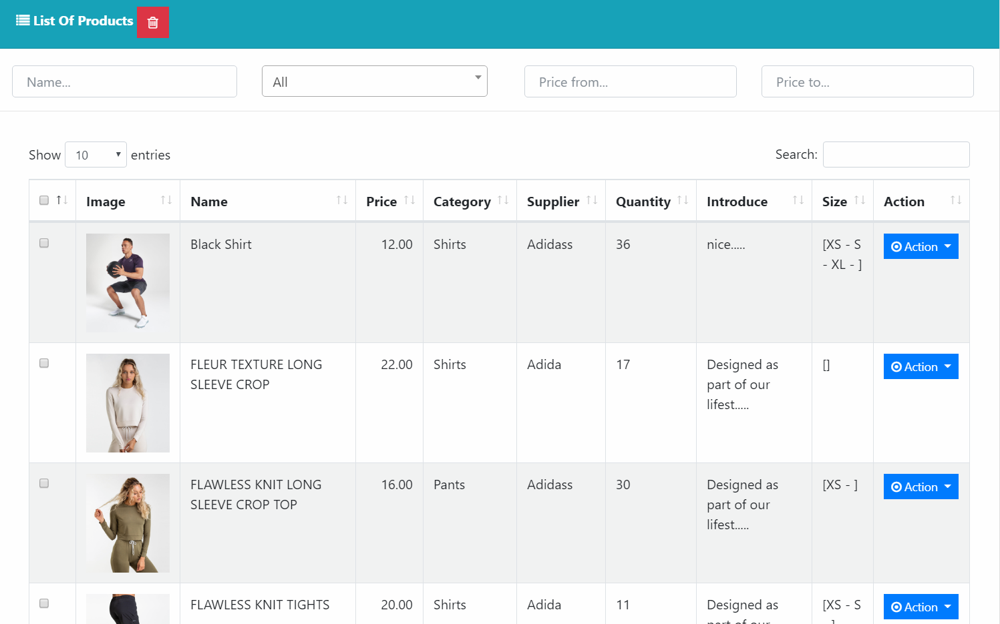 List Of Products
Name...
All
Price from...
Price to...
Show 10 entries
Search:
Image Name Price Category Supplier Quantity Introduce Size Action
Black Shirt 12.00 Shirts Adidass 36 nice..... [XS - S Action
- XL - ]
FLEUR TEXTURE LONG 22.00 Shirts Adida 17 Designed as [] Action
SLEEVE CROP part of our
lifest.....
FLAWLESS KNIT LONG 16.00 Pants Adidass 30 Designed as [XS - ] Action
SLEEVE CROP TOP part of our
lifest.....
FLAWLESS KNIT TIGHTS 20.00 Shirts Adida 11 Designed as [XS - S Action
part of our